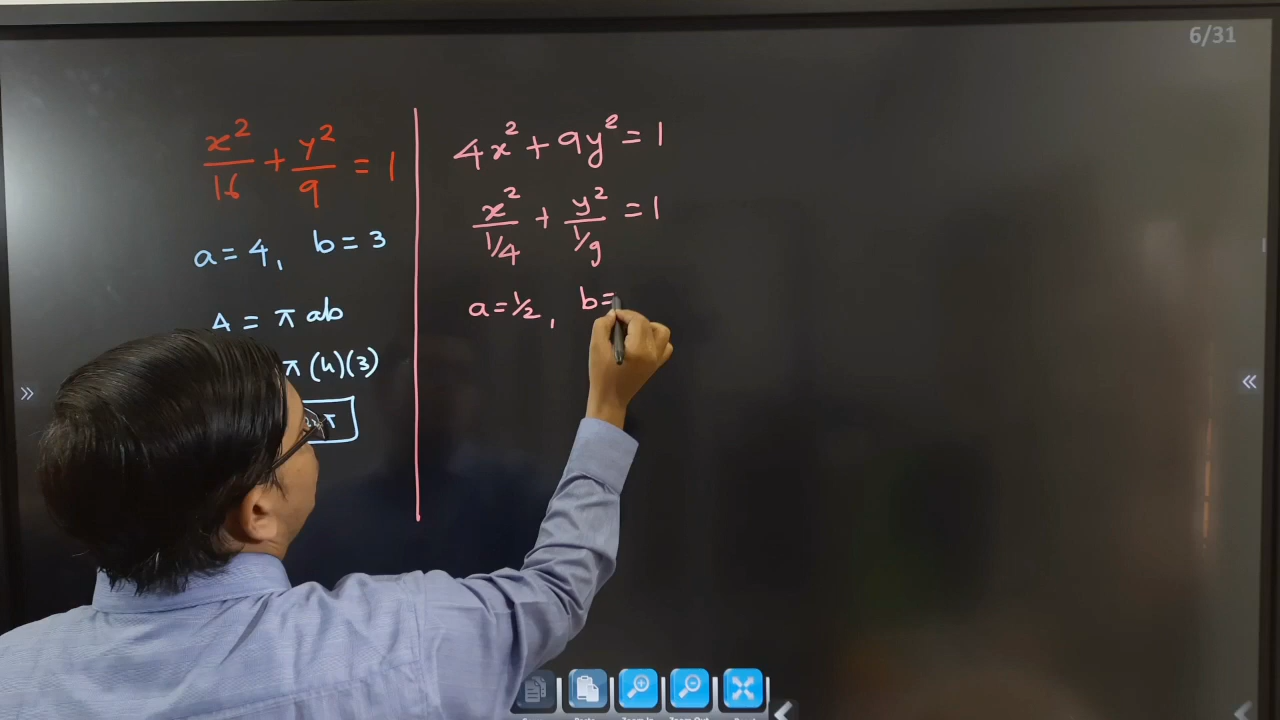 6/31
x²/16 + y²/9 = 1
a = 4, b = 3
A = π ab
π (4)(3)
π
4x² + 9y² = 1
x²/1/4 + y²/1/9 = 1
a = 1/2, b =